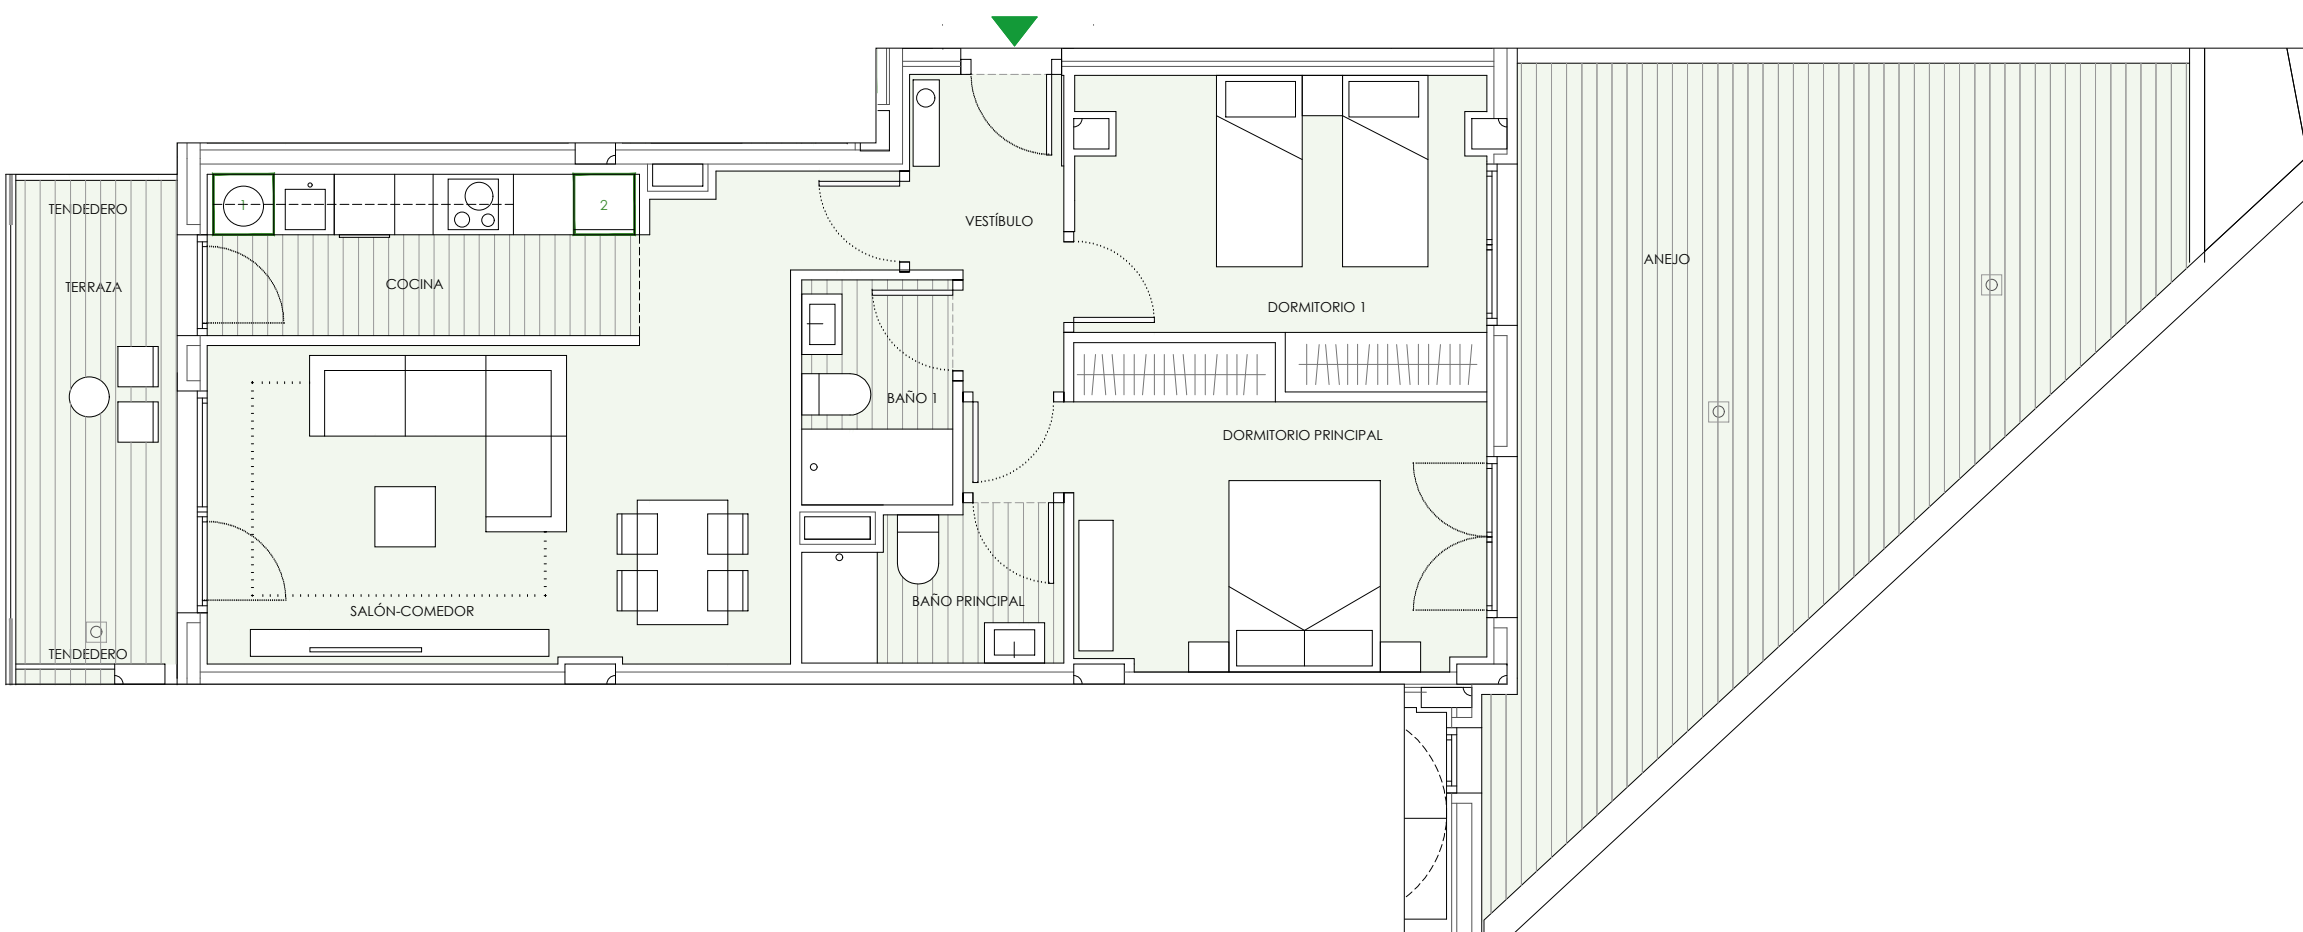 TENDEDERO
1
2
VESTÍBULO
ANEJO
TERRAZA
COCINA
DORMITORIO 1
BAÑO 1
DORMITORIO PRINCIPAL
SALÓN-COMEDOR
BAÑO PRINCIPAL
TENDEDERO